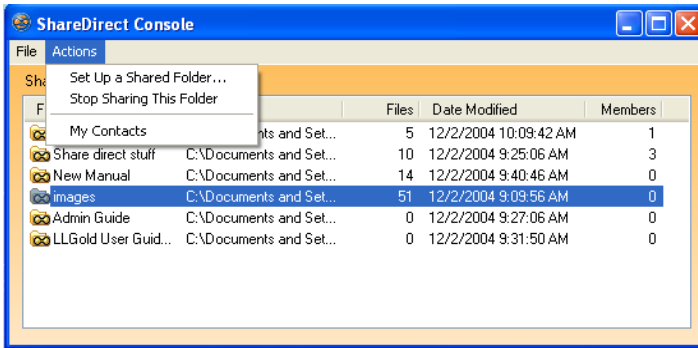 ShareDirect Console
File Actions
Set Up a Shared Folder...
Stop Sharing This Folder
My Contacts
Sha
F Files Date Modified Members
nts and Set... 5 12/2/2004 10:09:42 AM 1
Share direct stuff C:\Documents and Set... 10 12/2/2004 9:25:06 AM 3
New Manual C:\Documents and Set... 14 12/2/2004 9:40:46 AM 0
images C:\Documents and Set... 51 12/2/2004 9:09:56 AM 0
Admin Guide C:\Documents and Set... 0 12/2/2004 9:27:06 AM 0
LLGold User Guid... C:\Documents and Set... 0 12/2/2004 9:31:50 AM 0